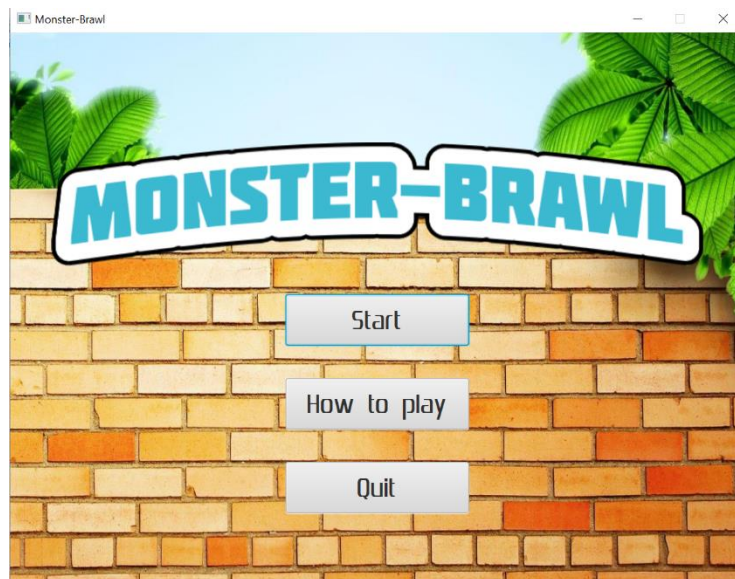 Monster-Brawl
MONSTER-BRAWL
Start
How to play
Quit